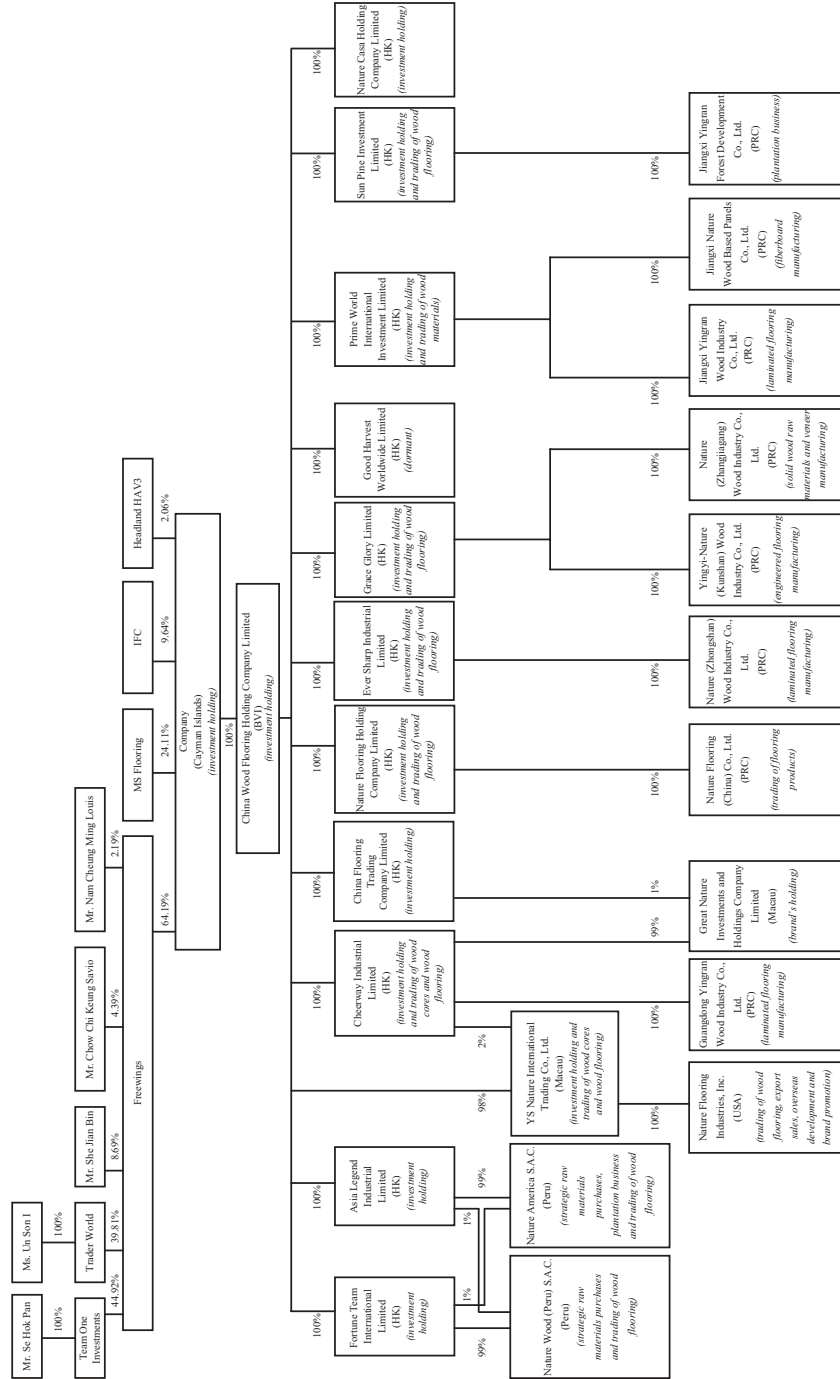 Mr. Se Hok Pan
Ms. Un Son I
100%
100%
Team One
Investments
Trader World
Mr. She Jian Bin
Mr. Chow Chi Keung Savio
Mr. Nam Cheung Ming Louis
44.92%
39.81%
8.69%
4.39%
2.19%
Freewings
MS Flooring
IFC
Headland HAV3
64.19%
24.11%
9.64%
2.06%
Company
(Cayman Islands)
(investment holding)
100%
China Wood Flooring Holding Company Limited
(BVI)
(investment holding)
100%
100%
100%
100%
100%
100%
100%
100%
100%
100%
100%
Fortune Team
International
Limited
(HK)
(investment
holding)
Asia Legend
Industrial
Limited
(HK)
(investment
holding)
Cheerway Industrial
Limited
(HK)
(investment holding
and trading of wood
cores and wood
flooring)
China Flooring
Trading
Company Limited
(HK)
(investment holding)
Nature Flooring Holding
Company Limited
(HK)
(investment holding
and trading of wood
flooring)
Ever Sharp Industrial
Limited
(HK)
(investment holding
and trading of wood
flooring)
Grace Glory Limited
(HK)
(investment holding
and trading of wood
flooring)
Good Harvest
Worldwide Limited
(HK)
(dormant)
Prime World
International
Investment Limited
(HK)
(investment holding
and trading of wood
materials)
Sun Pine Investment
Limited
(HK)
(investment holding
and trading of wood
flooring)
Nature Casa Holding
Company Limited
(HK)
(investment holding)
99%
1%
1%
99%
98%
2%
Nature Wood (Peru) S.A.C.
(Peru)
(strategic raw
materials purchases
and trading of wood
flooring)
Nature America S.A.C.
(Peru)
(strategic raw
materials
purchases,
plantation business
and trading of wood
flooring)
YS Nature International
Trading Co., Ltd.
(Macau)
(investment holding and
trading of wood cores
and wood flooring)
100%
100%
99%
1%
100%
100%
100%
100%
100%
100%
100%
Nature Flooring
Industries, Inc.
(USA)
(trading of wood
flooring, export
sales, overseas
development and
brand promotion)
Guangdong Yingran
Wood Industry Co.,
Ltd.
(PRC)
(laminated flooring
manufacturing)
Great Nature
Investments and
Holdings Company
Limited
(Macau)
(brand's holding)
Nature Flooring
(China) Co., Ltd.
(PRC)
(trading of flooring
products)
Nature (Zhongshan)
Wood Industry Co.,
Ltd.
(PRC)
(laminated flooring
manufacturing)
Yingyi-Nature
(Kunshan) Wood
Industry Co., Ltd.
(PRC)
(engineered flooring
manufacturing)
Nature
(Zhangjiagang)
Wood Industry Co.,
Ltd.
(PRC)
(solid wood raw
materials and veneer
manufacturing)
Jiangxi Yingran
Wood Industry
Co., Ltd.
(PRC)
(laminated flooring
manufacturing)
Jiangxi Nature
Wood Based Panels
Co., Ltd.
(PRC)
(fiberboard
manufacturing)
Jiangxi Yingran
Forest Development
Co., Ltd.
(PRC)
(plantation business)